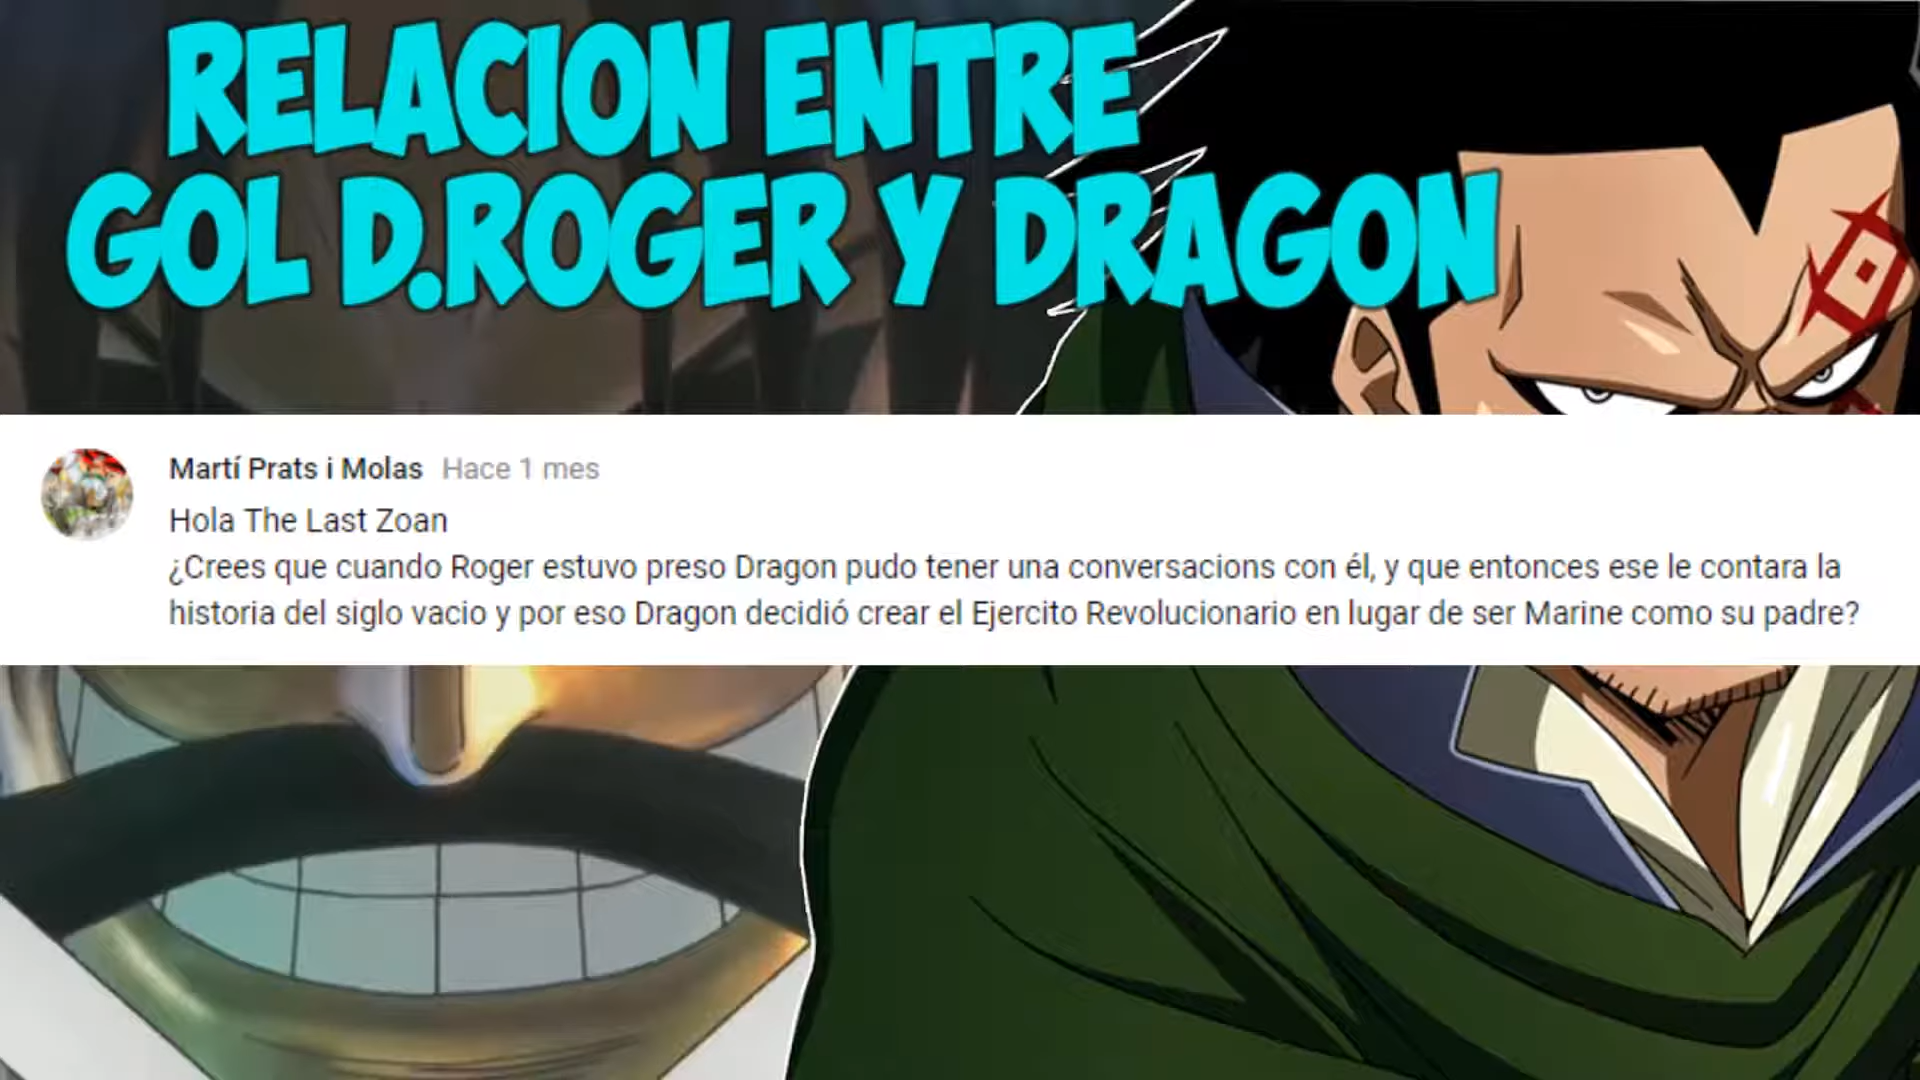 RELACION ENTRE
GOL D.ROGER Y DRAGON
Martí Prats i Molas Hace 1 mes
Hola The Last Zoan
¿Crees que cuando Roger estuvo preso Dragon pudo tener una conversacions con él, y que entonces ese le contara la
historia del siglo vacio y por eso Dragon decidió crear el Ejercito Revolucionario en lugar de ser Marine como su padre?